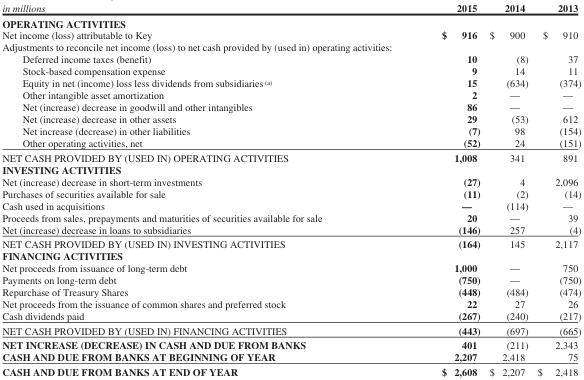 in millions 2015 2014 2013
OPERATING ACTIVITIES
Net income (loss) attributable to Key $ 916 $ 900 $ 910
Adjustments to reconcile net income (loss) to net cash provided by (used in) operating activities:
Deferred income taxes (benefit) 10 (8) 37
Stock-based compensation expense 9 14 11
Equity in net (income) loss less dividends from subsidiaries (a) 15 (634) (374)
Other intangible asset amortization 2 — —
Net (increase) decrease in goodwill and other intangibles 86 — —
Net (increase) decrease in other assets 29 (53) 612
Net increase (decrease) in other liabilities (7) 98 (154)
Other operating activities, net (52) 24 (151)
NET CASH PROVIDED BY (USED IN) OPERATING ACTIVITIES 1,008 341 891
INVESTING ACTIVITIES
Net (increase) decrease in short-term investments (27) 4 2,096
Purchases of securities available for sale (11) (2) (14)
Cash used in acquisitions — (114) —
Proceeds from sales, prepayments and maturities of securities available for sale 20 — 39
Net (increase) decrease in loans to subsidiaries (146) 257 (4)
NET CASH PROVIDED BY (USED IN) INVESTING ACTIVITIES (164) 145 2,117
FINANCING ACTIVITIES
Net proceeds from issuance of long-term debt 1,000 — 750
Payments on long-term debt (750) — (750)
Repurchase of Treasury Shares (448) (484) (474)
Net proceeds from the issuance of common shares and preferred stock 22 27 26
Cash dividends paid (267) (240) (217)
NET CASH PROVIDED BY (USED IN) FINANCING ACTIVITIES (443) (697) (665)
NET INCREASE (DECREASE) IN CASH AND DUE FROM BANKS 401 (211) 2,343
CASH AND DUE FROM BANKS AT BEGINNING OF YEAR 2,207 2,418 75
CASH AND DUE FROM BANKS AT END OF YEAR $ 2,608 $ 2,207 $ 2,418